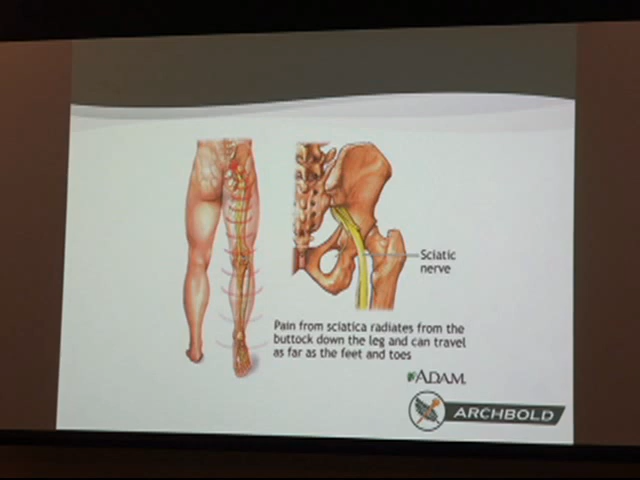 Sciatic
nerve
Pain from sciatica radiates from the
buttock down the leg and can travel
as far as the feet and toes
ADAM.
ARCHBOLD